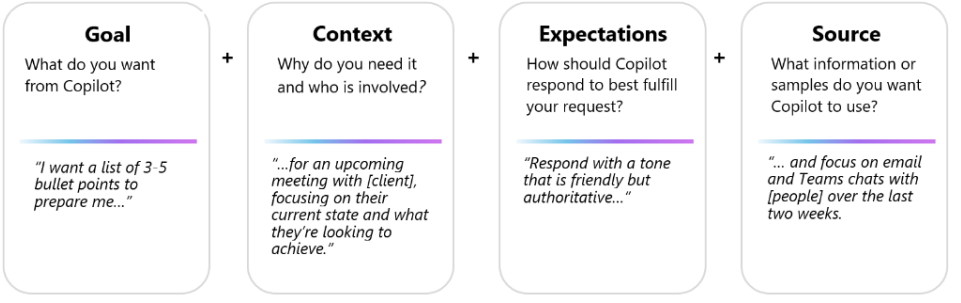 Goal
What do you want
from Copilot?
"I want a list of 3-5
bullet points to
prepare me..."
+
Context
Why do you need it
and who is involved?
"...for an upcoming
meeting with [client],
focusing on their
current state and what
they're looking to
achieve."
+
Expectations
How should Copilot
respond to best fulfill
your request?
"Respond with a tone
that is friendly but
authoritative..."
+
Source
What information or
samples do you want
Copilot to use?
"... and focus on email
and Teams chats with
[people] over the last
two weeks.